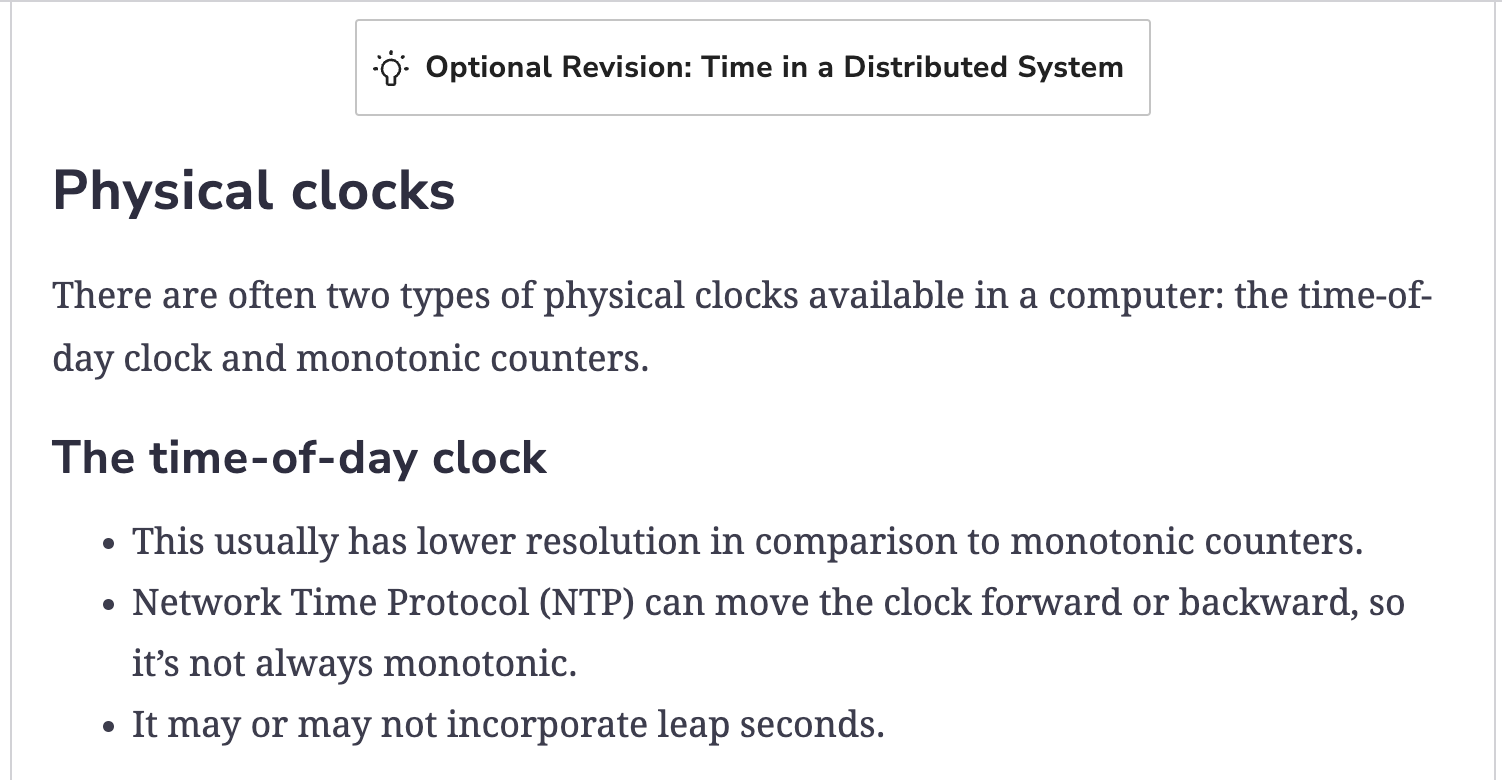 Optional Revision: Time in a Distributed System
Physical clocks
There are often two types of physical clocks available in a computer: the time-of-
day clock and monotonic counters.
The time-of-day clock
• This usually has lower resolution in comparison to monotonic counters.
• Network Time Protocol (NTP) can move the clock forward or backward, so
it’s not always monotonic.
• It may or may not incorporate leap seconds.